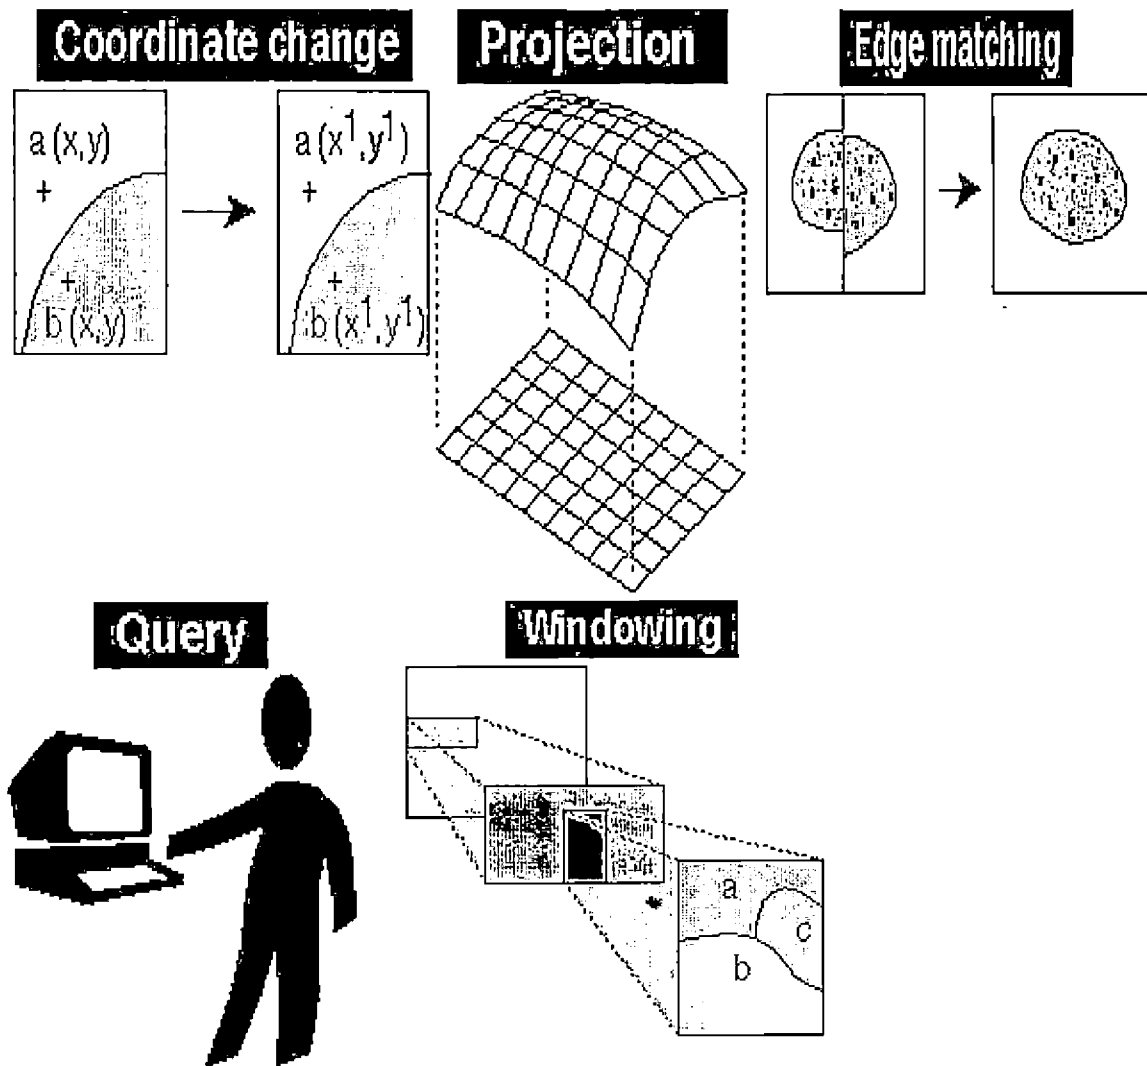 Coordinate change
Projection
Edge matching
a (x,y)
+
+
b (x,y)
a (x¹,y¹)
+
+
b (x¹,y¹)
Query
Windowing
a
c
b